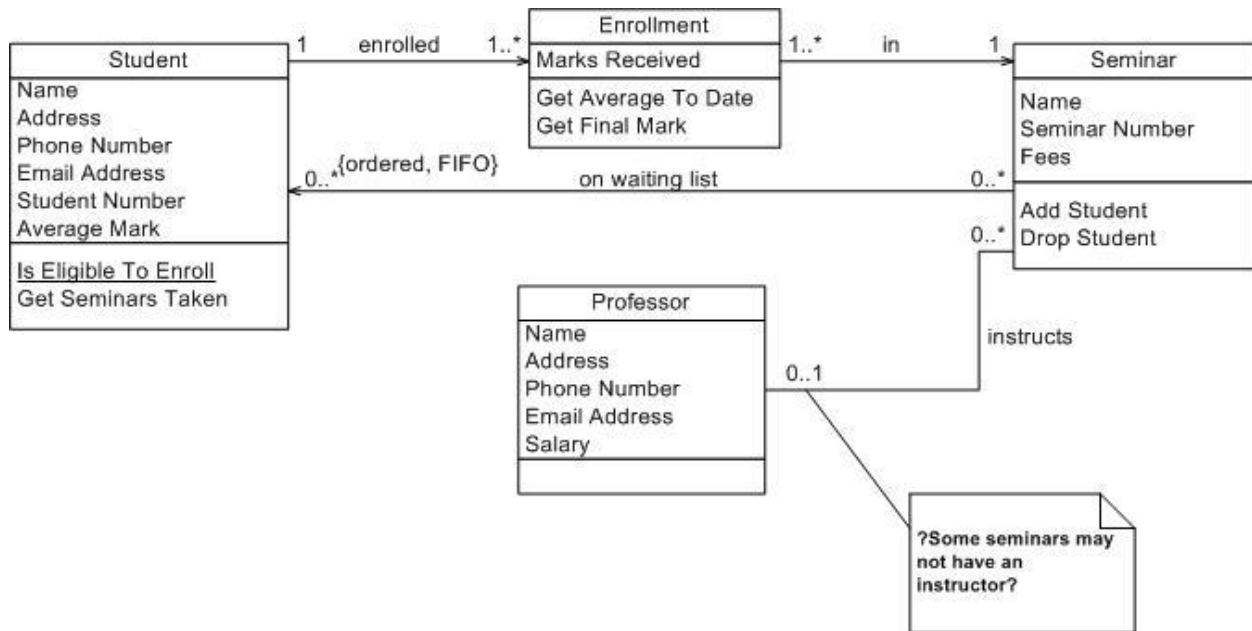 Student
Name
Address
Phone Number
Email Address
Student Number
Average Mark
Is Eligible To Enroll
Get Seminars Taken
1 enrolled 1..*
Enrollment
Marks Received
Get Average To Date
Get Final Mark
1..* in 1
Seminar
Name
Seminar Number
Fees
Add Student
Drop Student
0..* {ordered, FIFO} on waiting list 0..*
0..*
instructs
0..1
Professor
Name
Address
Phone Number
Email Address
Salary
?Some seminars may
not have an
instructor?